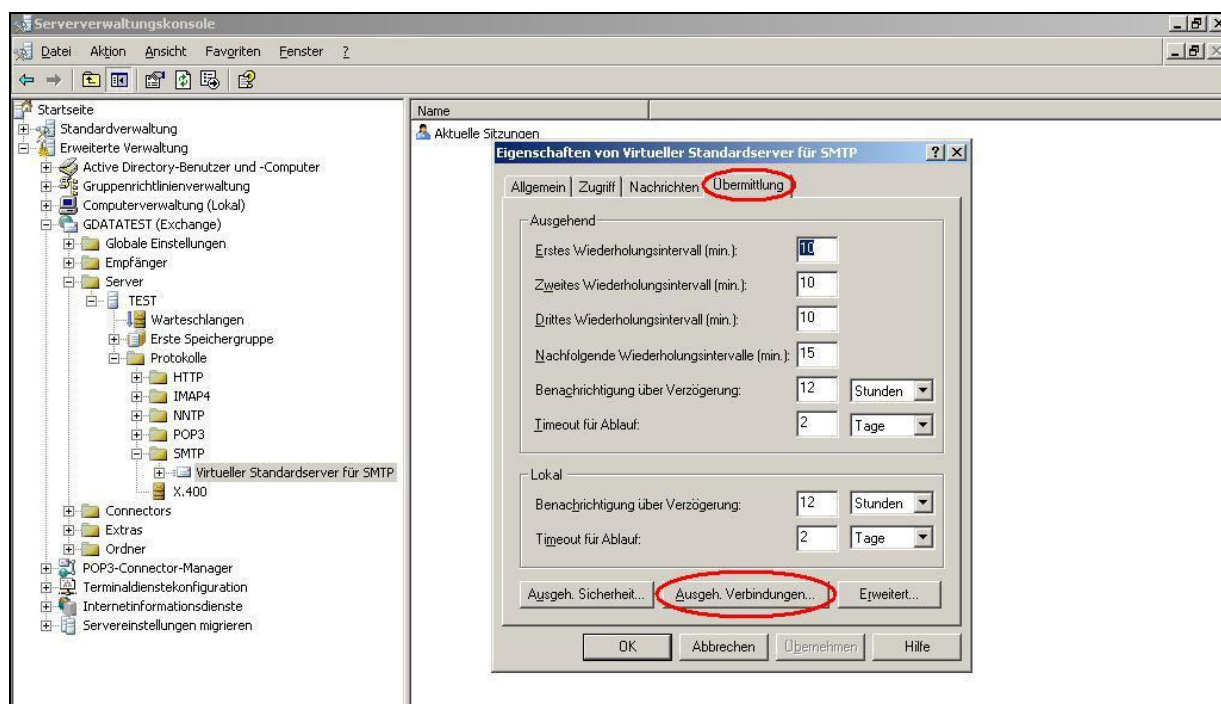 Serververwaltungskonsole
Datei Aktion Ansicht Favoriten Fenster ?
Startseite
Standardverwaltung
Erweiterte Verwaltung
Active Directory-Benutzer und -Computer
Gruppenrichtlinienverwaltung
Computerverwaltung (Lokal)
GDATATEST (Exchange)
Globale Einstellungen
Empfänger
Server
TEST
Warteschlangen
Erste Speichergruppe
Protokolle
HTTP
IMAP4
NNTP
POP3
SMTP
Virtueller Standardserver für SMTP
X.400
Connectors
Extras
Ordner
POP3-Connector-Manager
Terminaldienstekonfiguration
Internetinformationsdienste
Servereinstellungen migrieren
Name
Aktuelle Sitzungen
Eigenschaften von Virtueller Standardserver für SMTP
Allgemein Zugriff Nachrichten Übermittlung
Ausgehend
Erstes Wiederholungsintervall (min.): 10
Zweites Wiederholungsintervall (min.): 10
Drittes Wiederholungsintervall (min.): 10
Nachfolgende Wiederholungsintervalle (min.): 15
Benachrichtigung über Verzögerung: 12 Stunden
Timeout für Ablauf: 2 Tage
Lokal
Benachrichtigung über Verzögerung: 12 Stunden
Timeout für Ablauf: 2 Tage
Ausgeh. Sicherheit... Ausgeh. Verbindungen... Erweitert...
OK Abbrechen Übernehmen Hilfe